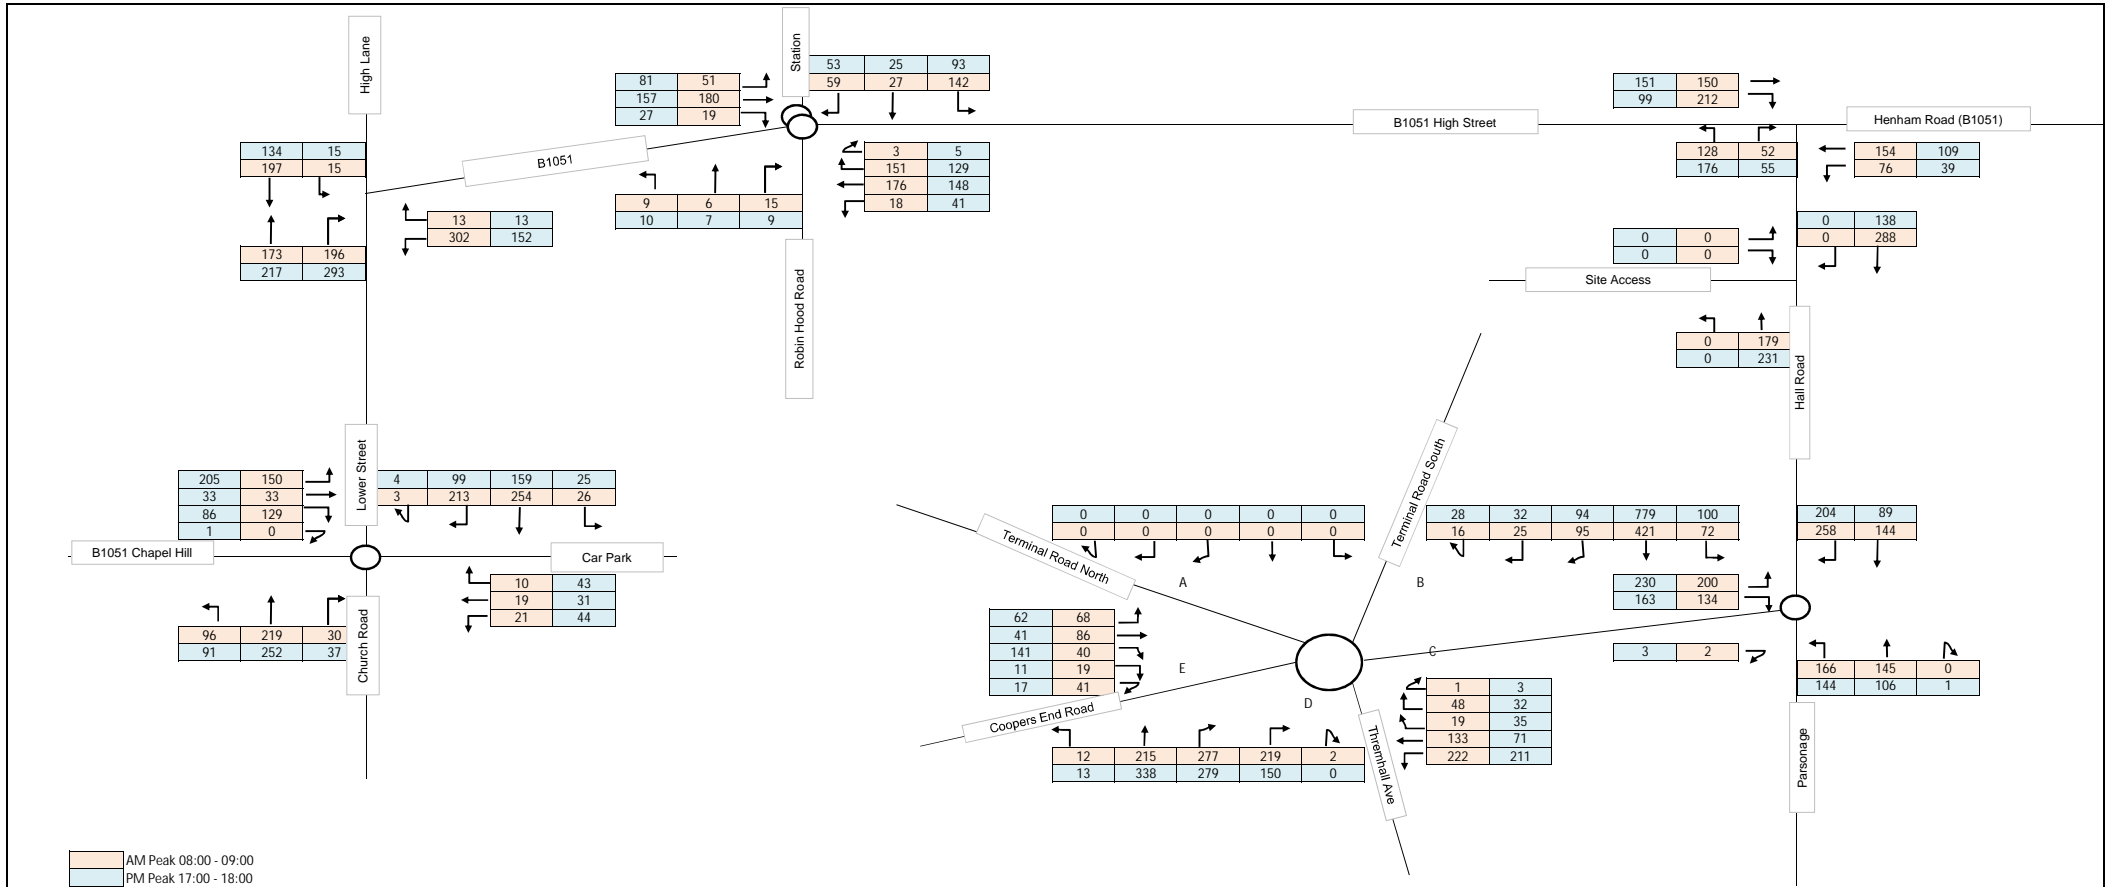 High Lane
Station
53 25 93
59 27 142
81 51
157 180
27 19
151 150
99 212
B1051 High Street
Henham Road (B1051)
134 15
197 15
B1051
3 5
151 129
176 148
18 41
128 52
176 55
154 109
76 39
9 6 15
10 7 9
13 13
302 152
173 196
217 293
Robin Hood Road
0 138
0 288
0 0
0 0
Site Access
0 179
0 231
Hall Road
Lower Street
205 150
33 33
86 129
1 0
4 99 159 25
3 213 254 26
B1051 Chapel Hill
Car Park
10 43
19 31
21 44
96 219 30
91 252 37
Church Road
Terminal Road South
Terminal Road North
0 0 0 0 0
0 0 0 0 0
28 32 94 779 100
16 25 95 421 72
204 89
258 144
A
B
230 200
163 134
62 68
41 86
141 40
11 19
17 41
E
C
D
3 2
166 145 0
144 106 1
1 3
48 32
19 35
133 71
222 211
Coopers End Road
12 215 277 219 2
13 338 279 150 0
Thremhall Ave
Parsonage
AM Peak 08:00 - 09:00
PM Peak 17:00 - 18:00